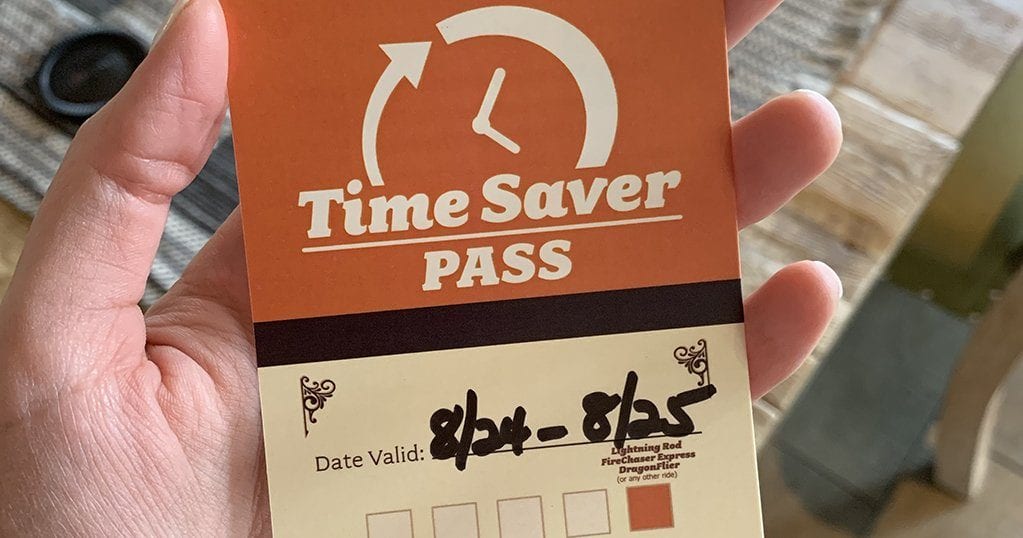 Time Saver
PASS
Date Valid: 8/24 - 8/25
Lightning Rod
FireChaser Express
DragonFlier
(or any other ride)